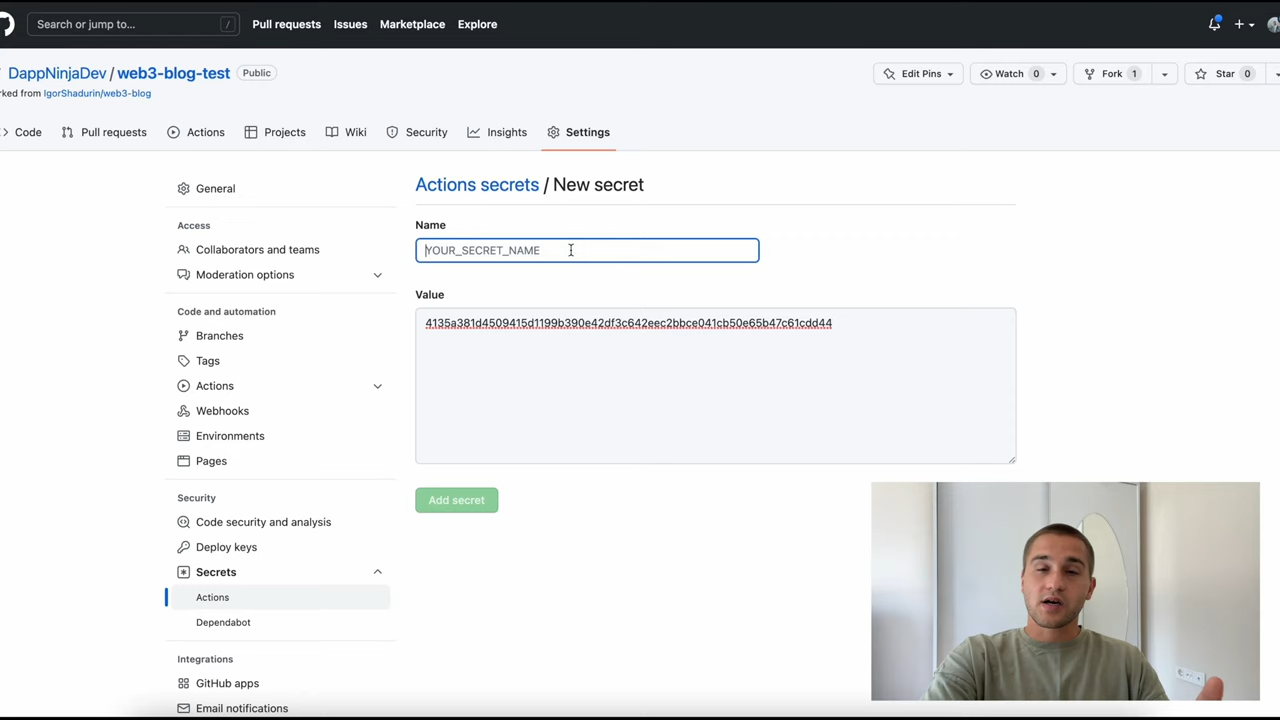 Search or jump to... /
Pull requests Issues Marketplace Explore
DappNinjaDev / web3-blog-test Public
rked from IgorShadurin/web3-blog
Edit Pins Watch 0 Fork 1 Star 0
Code Pull requests Actions Projects Wiki Security Insights Settings
General
Access
Collaborators and teams
Moderation options
Code and automation
Branches
Tags
Actions
Webhooks
Environments
Pages
Security
Code security and analysis
Deploy keys
Secrets
Actions
Dependabot
Integrations
GitHub apps
Email notifications
Actions secrets / New secret
Name
YOUR_SECRET_NAME
Value
4135a381d4509415d1199b390e42df3c642eec2bbce041cb50e65b47c61cdd44
Add secret